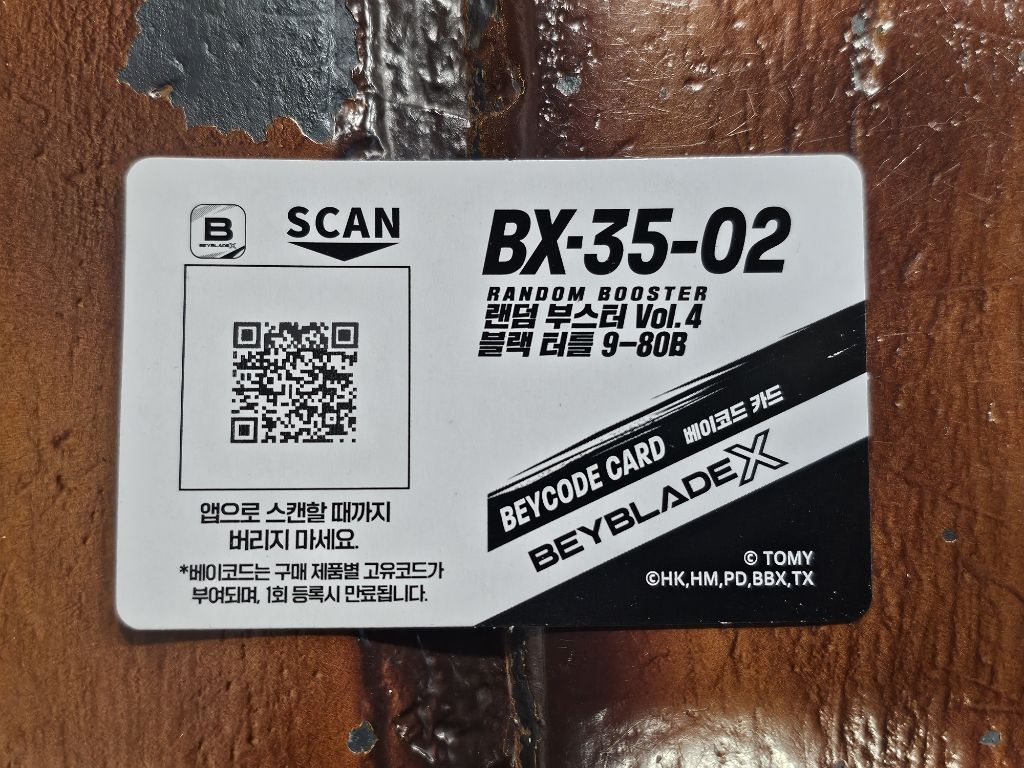 B
BEYBLADE X
SCAN
앱으로 스캔할 때까지
버리지 마세요.
*베이코드는 구매 제품별 고유코드가
부여되며, 1회 등록시 만료됩니다.
BX-35-02
RANDOM BOOSTER
랜덤 부스터 Vol.4
블랙 터틀 9-80B
BEYCODE CARD 베이코드 카드
BEYBLADE X
© TOMY
©HK,HM,PD,BBX,TX